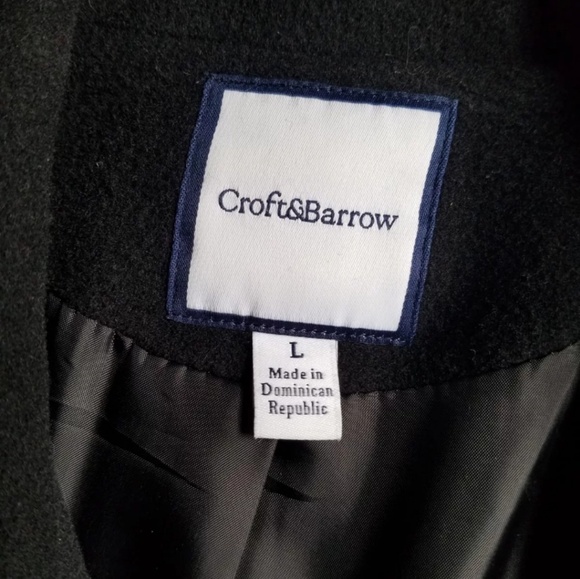 Croft&Barrow
L
Made in
Dominican
Republic